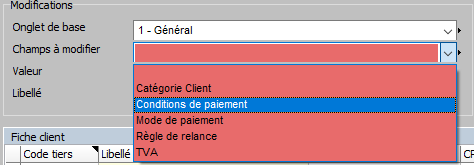 Modifications
Onglet de base
1 - Général
Champs à modifier
Valeur
Libellé
Catégorie Client
Conditions de paiement
Mode de paiement
Règle de relance
TVA
Fiche client
Code tiers
Libellé